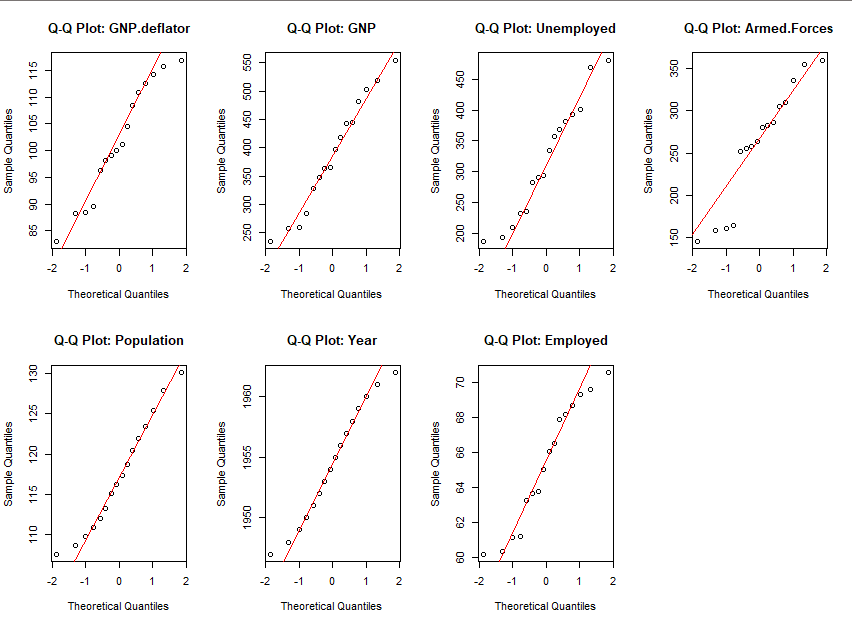 Q-Q Plot: GNP.deflator
Sample Quantiles
115
110
105
100
95
90
85
-2 -1 0 1 2
Theoretical Quantiles
Q-Q Plot: GNP
Sample Quantiles
550
500
450
400
350
300
250
-2 -1 0 1 2
Theoretical Quantiles
Q-Q Plot: Unemployed
Sample Quantiles
450
400
350
300
250
200
-2 -1 0 1 2
Theoretical Quantiles
Q-Q Plot: Armed.Forces
Sample Quantiles
350
300
250
200
150
-2 -1 0 1 2
Theoretical Quantiles
Q-Q Plot: Population
Sample Quantiles
130
125
120
115
110
-2 -1 0 1 2
Theoretical Quantiles
Q-Q Plot: Year
Sample Quantiles
1960
1955
1950
-2 -1 0 1 2
Theoretical Quantiles
Q-Q Plot: Employed
Sample Quantiles
70
68
66
64
62
60
-2 -1 0 1 2
Theoretical Quantiles